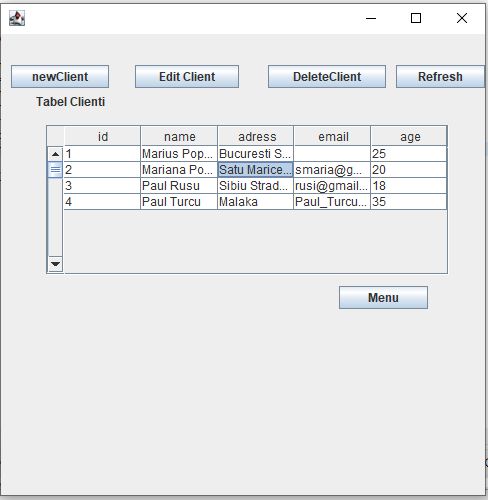 newClient Edit Client DeleteClient Refresh
Tabel Clienti
id name adress email age
1 Marius Pop... Bucuresti S... 25
2 Mariana Po... Satu Marice... smaria@g... 20
3 Paul Rusu Sibiu Strad... rusi@gmail... 18
4 Paul Turcu Malaka Paul_Turcu... 35
Menu